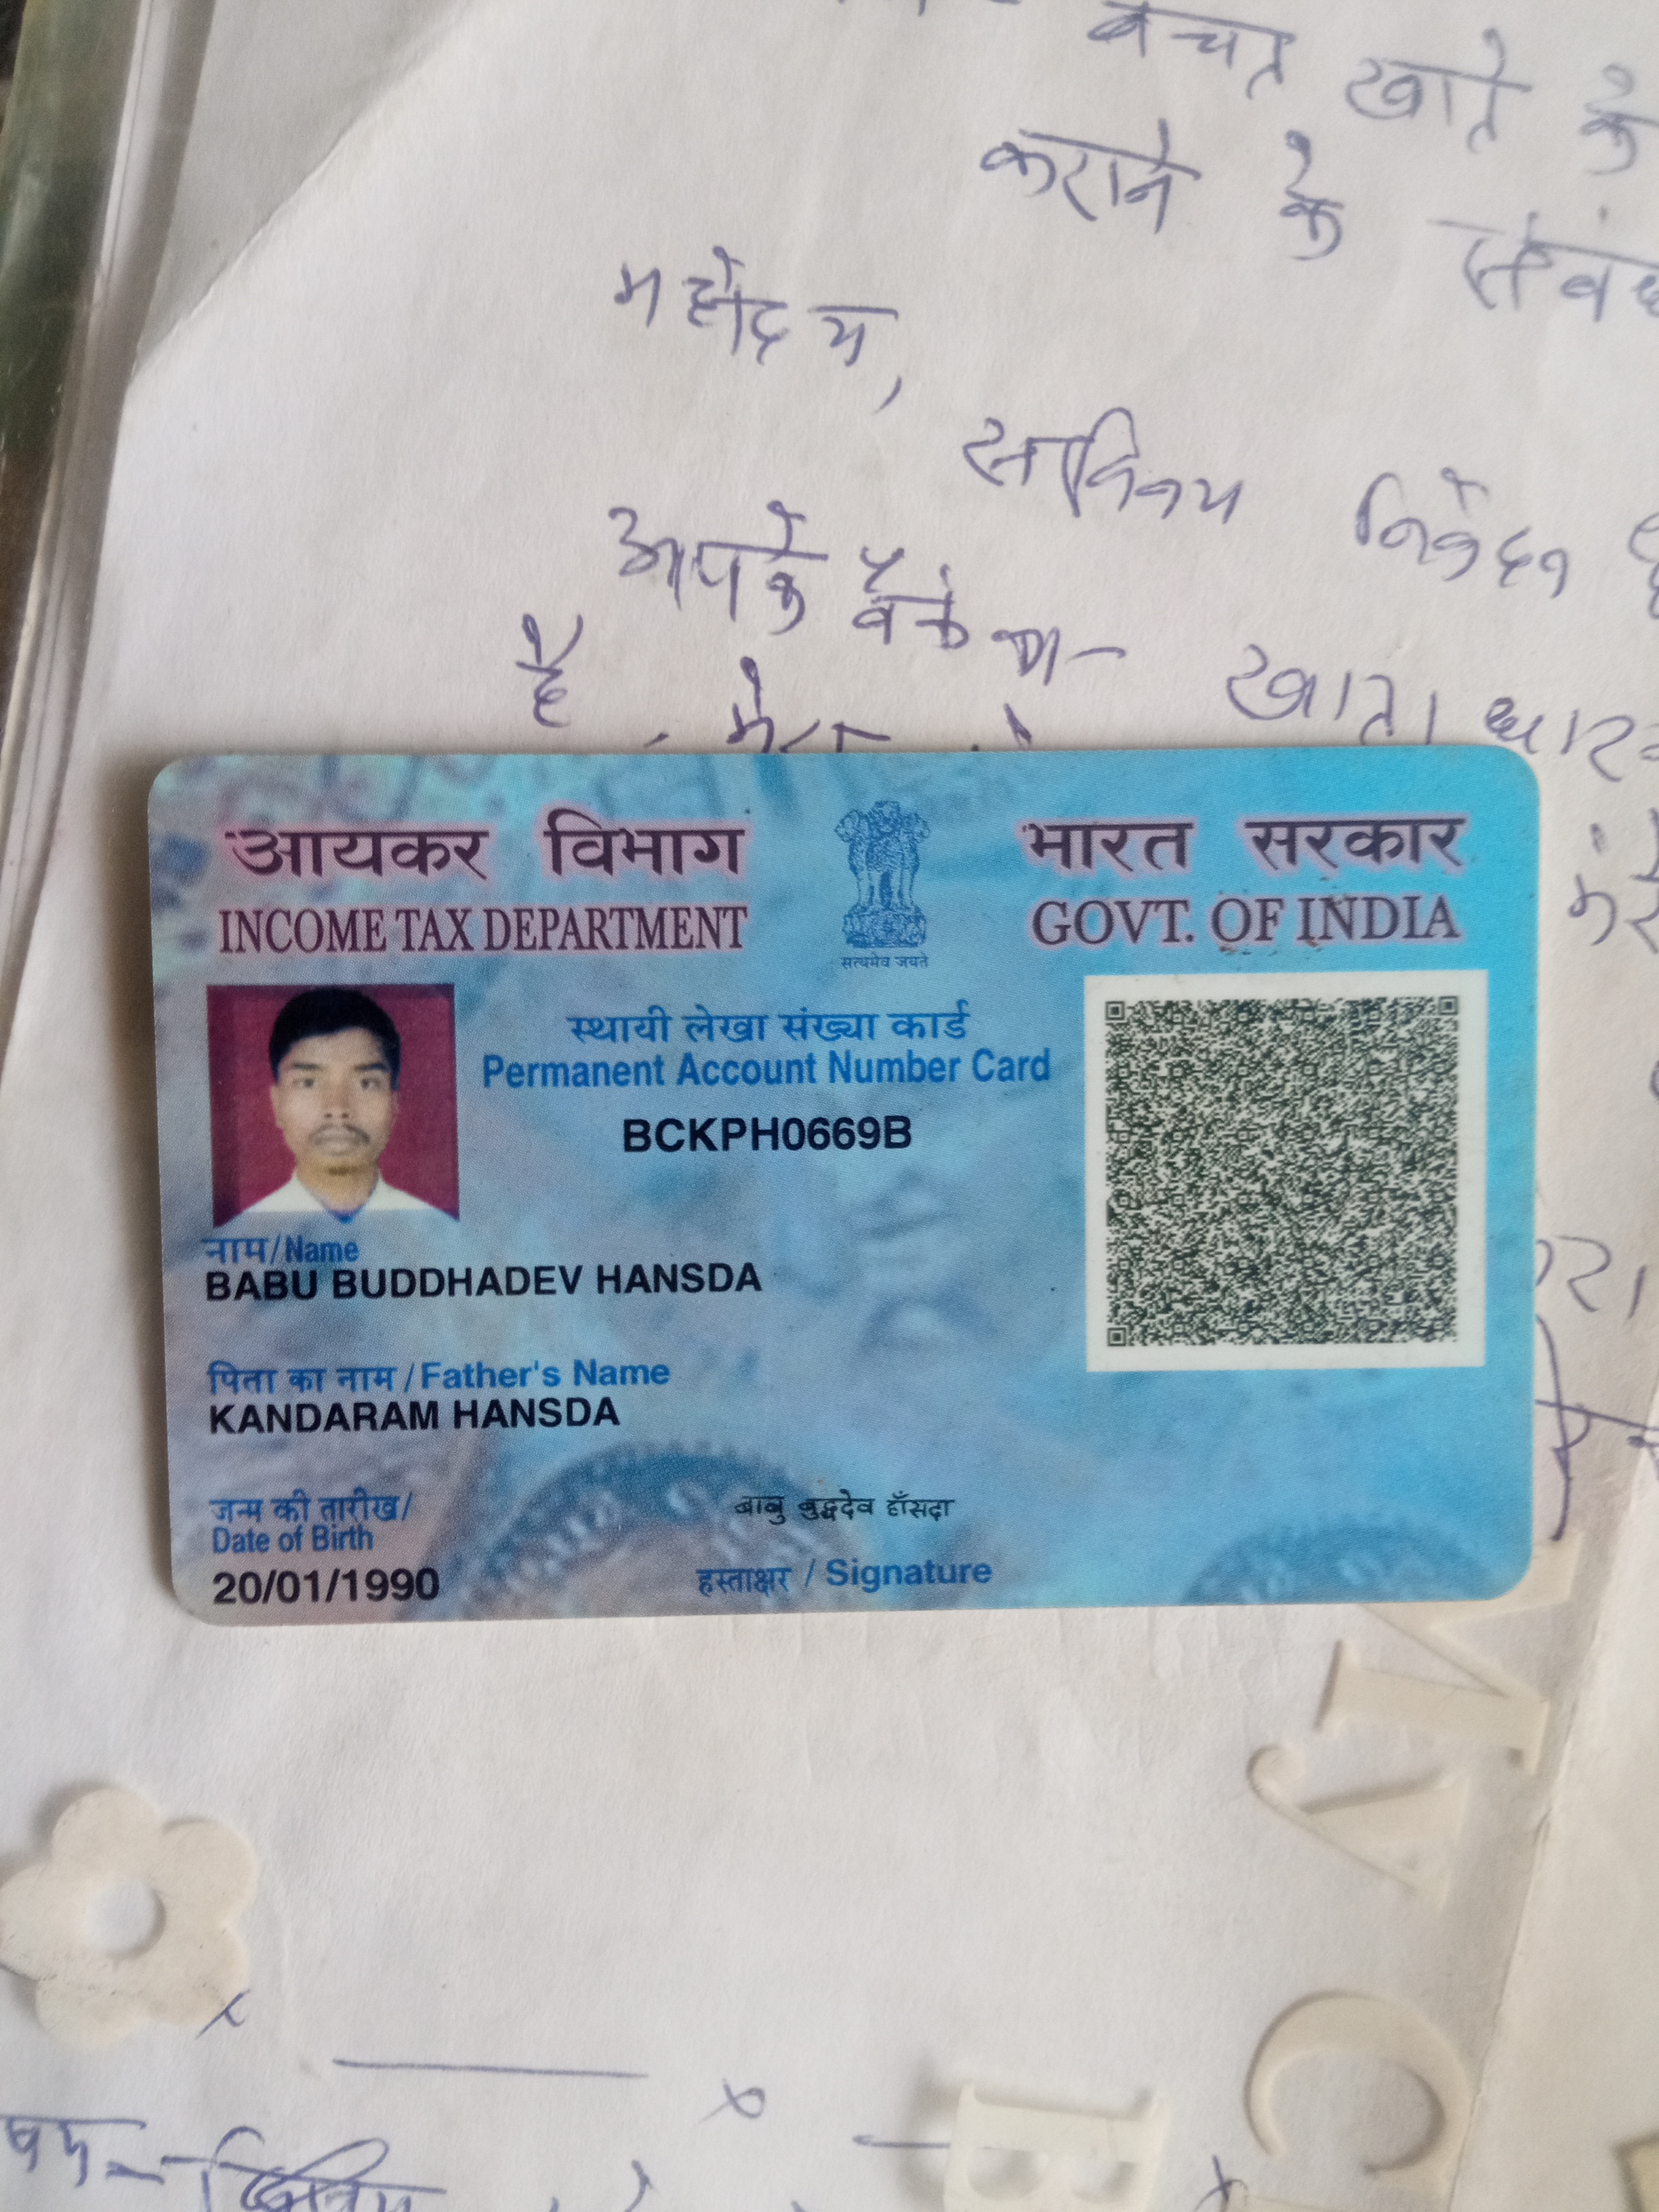 बचत खाते के
कराने के संबंध
महोदय,
सविनय निवेदन
आपके बैंक का खाता
है
आयकर विभाग
भारत सरकार
INCOME TAX DEPARTMENT
GOVT. OF INDIA
सत्यमेव जयते
स्थायी लेखा संख्या कार्ड
Permanent Account Number Card
BCKPH0669B
नाम/Name
BABU BUDDHADEV HANSDA
पिता का नाम / Father's Name
KANDARAM HANSDA
जन्म की तारीख/
Date of Birth
20/01/1990
बाबु बुद्धदेव हाँसदा
हस्ताक्षर / Signature